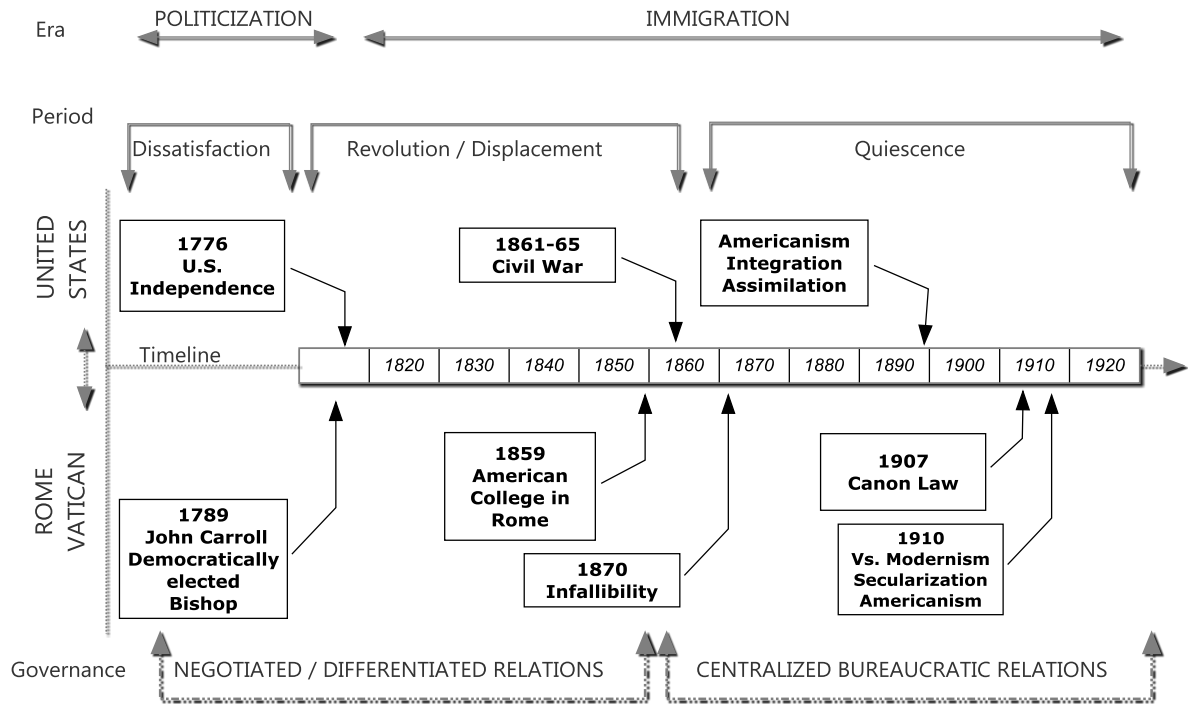 Era
POLITICIZATION
IMMIGRATION
Period
Dissatisfaction
Revolution / Displacement
Quiescence
UNITED
STATES
1776
U.S.
Independence
1861-65
Civil War
Americanism
Integration
Assimilation
Timeline
1820 1830 1840 1850 1860 1870 1880 1890 1900 1910 1920
ROME
VATICAN
1789
John Carroll
Democratically
elected
Bishop
1859
American
College in
Rome
1870
Infallibility
1907
Canon Law
1910
Vs. Modernism
Secularization
Americanism
Governance
NEGOTIATED / DIFFERENTIATED RELATIONS
CENTRALIZED BUREAUCRATIC RELATIONS